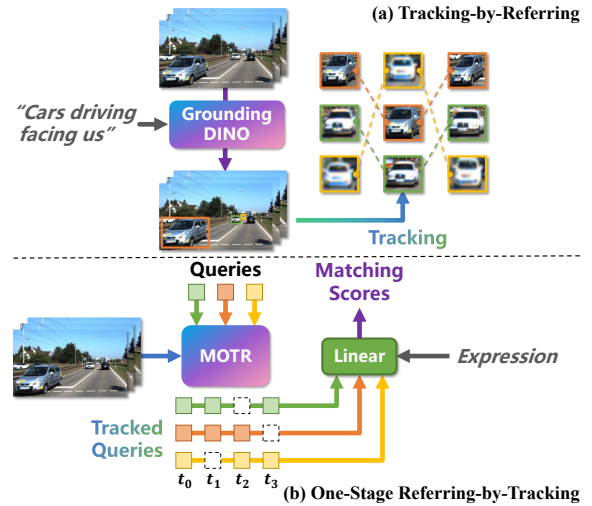 (a) Tracking-by-Referring
"Cars driving
facing us"
Grounding
DINO
Tracking
Queries
Matching
Scores
MOTR
Linear
Expression
Tracked
Queries
t0 t1 t2 t3
(b) One-Stage Referring-by-Tracking